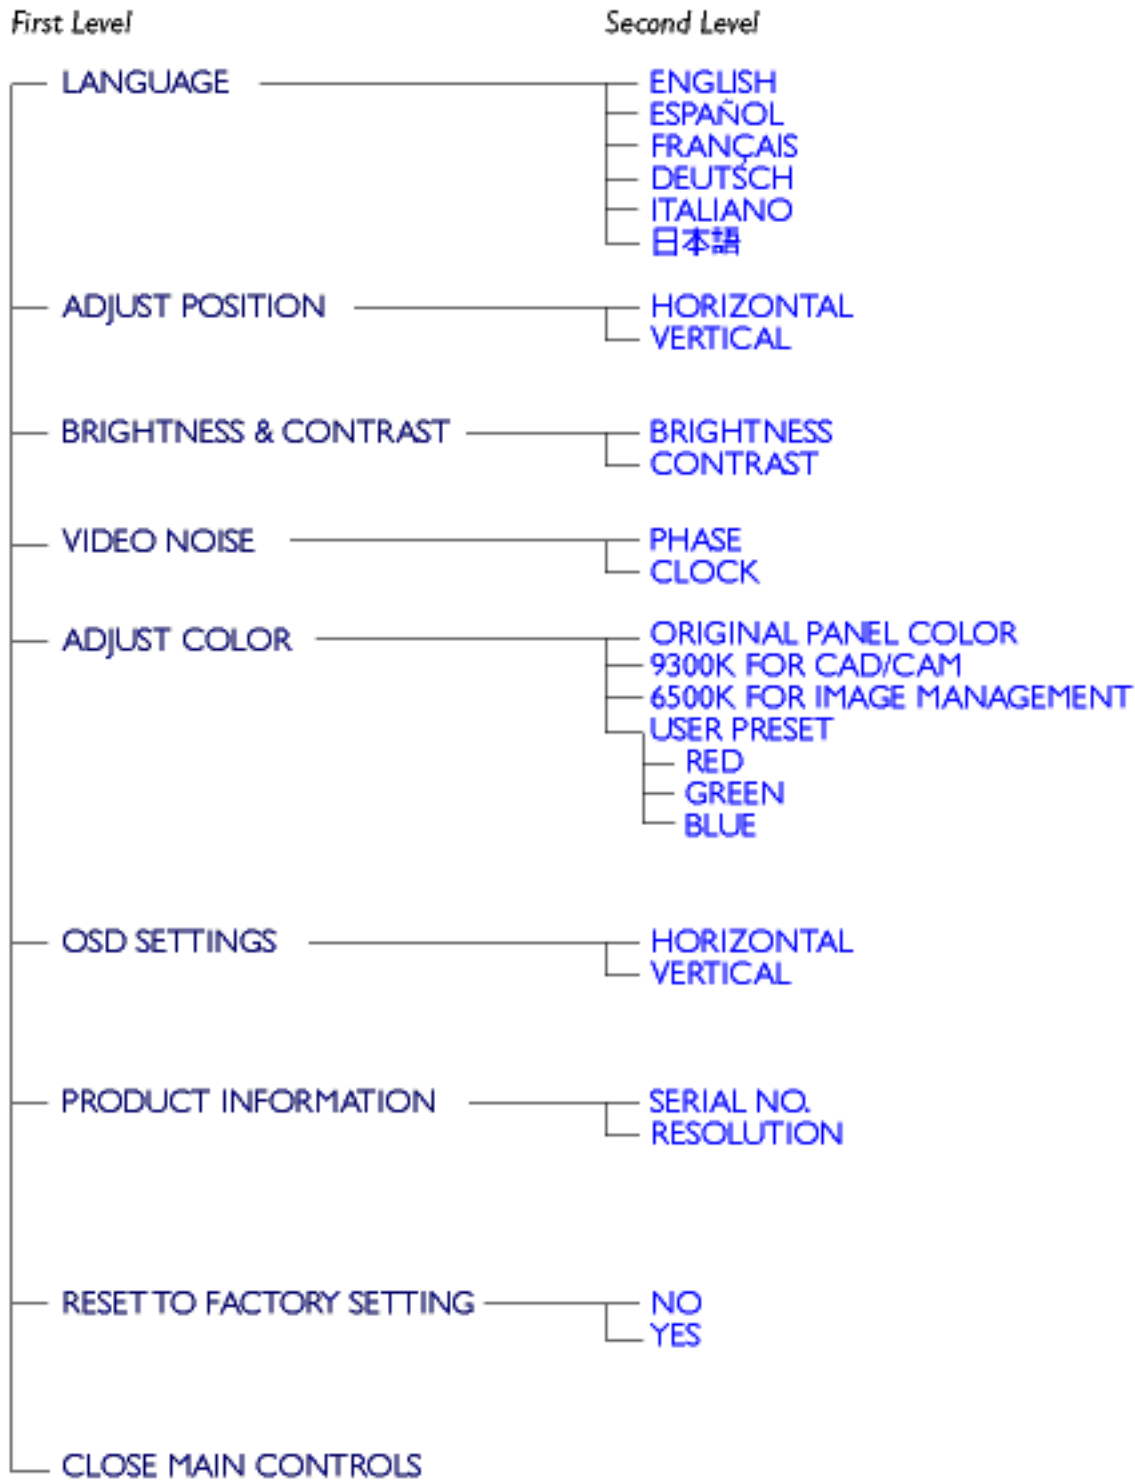 First Level Second Level
LANGUAGE ENGLISH
ESPAÑOL
FRANÇAIS
DEUTSCH
ITALIANO
日本語
ADJUST POSITION HORIZONTAL
VERTICAL
BRIGHTNESS & CONTRAST BRIGHTNESS
CONTRAST
VIDEO NOISE PHASE
CLOCK
ADJUST COLOR ORIGINAL PANEL COLOR
9300K FOR CAD/CAM
6500K FOR IMAGE MANAGEMENT
USER PRESET
RED
GREEN
BLUE
OSD SETTINGS HORIZONTAL
VERTICAL
PRODUCT INFORMATION SERIAL NO.
RESOLUTION
RESET TO FACTORY SETTING NO
YES
CLOSE MAIN CONTROLS